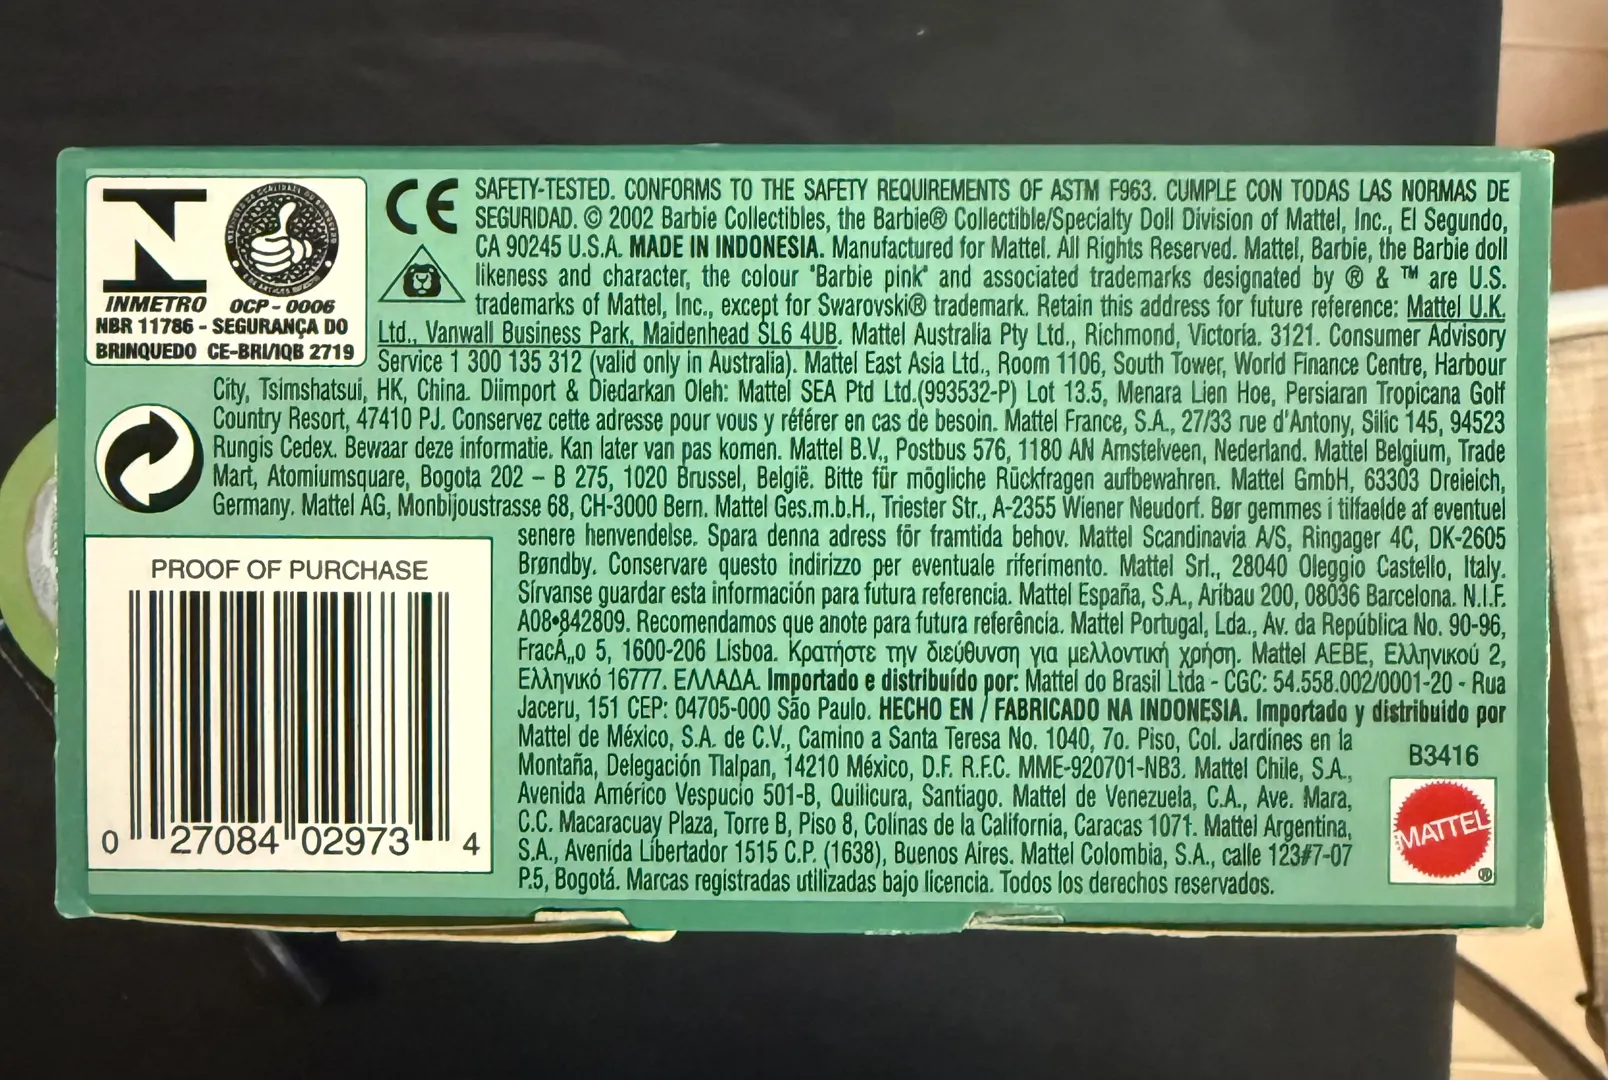 INMETRO
OCP - 0006
NBR 11786 - SEGURANÇA DO
BRINQUEDO CE-BRI/IQB 2719
CE
SAFETY-TESTED. CONFORMS TO THE SAFETY REQUIREMENTS OF ASTM F963. CUMPLE CON TODAS LAS NORMAS DE
SEGURIDAD. © 2002 Barbie Collectibles, the Barbie® Collectible/Specialty Doll Division of Mattel, Inc., El Segundo,
CA 90245 U.S.A. MADE IN INDONESIA. Manufactured for Mattel. All Rights Reserved. Mattel, Barbie, the Barbie doll
likeness and character, the colour "Barbie pink" and associated trademarks designated by ® & ™ are U.S.
trademarks of Mattel, Inc., except for Swarovski® trademark. Retain this address for future reference: Mattel U.K.
Ltd., Vanwall Business Park, Maidenhead SL6 4UB. Mattel Australia Pty Ltd., Richmond, Victoria. 3121. Consumer Advisory
Service 1 300 135 312 (valid only in Australia). Mattel East Asia Ltd., Room 1106, South Tower, World Finance Centre, Harbour
City, Tsimshatsui, HK, China. Diimport & Diedarkan Oleh: Mattel SEA Ptd Ltd.(993532-P) Lot 13.5, Menara Lien Hoe, Persiaran Tropicana Golf
Country Resort, 47410 PJ. Conservez cette adresse pour vous y référer en cas de besoin. Mattel France, S.A., 27/33 rue d'Antony, Silic 145, 94523
Rungis Cedex. Bewaar deze informatie. Kan later van pas komen. Mattel B.V., Postbus 576, 1180 AN Amstelveen, Nederland. Mattel Belgium, Trade
Mart, Atomiumsquare, Bogota 202 – B 275, 1020 Brussel, België. Bitte für mögliche Rückfragen aufbewahren. Mattel GmbH, 63303 Dreieich,
Germany. Mattel AG, Monbijoustrasse 68, CH-3000 Bern. Mattel Ges.m.b.H., Triester Str., A-2355 Wiener Neudorf. Bør gemmes i tilfaelde af eventuel
senere henvendelse. Spara denna adress för framtida behov. Mattel Scandinavia A/S, Ringager 4C, DK-2605
Brøndby. Conservare questo indirizzo per eventuale riferimento. Mattel Srl., 28040 Oleggio Castello, Italy.
Sírvanse guardar esta información para futura referencia. Mattel España, S.A., Aribau 200, 08036 Barcelona. N.I.F.
A08•842809. Recomendamos que anote para futura referência. Mattel Portugal, Lda., Av. da República No. 90-96,
FracÁ„o 5, 1600-206 Lisboa. Κρατήστε την διεύθυνση για μελλοντική χρήση. Mattel AEBE, Ελληνικού 2,
Ελληνικό 16777. ΕΛΛΑΔΑ. Importado e distribuído por: Mattel do Brasil Ltda - CGC: 54.558.002/0001-20 - Rua
Jaceru, 151 CEP: 04705-000 São Paulo. HECHO EN / FABRICADO NA INDONESIA. Importado y distribuido por
Mattel de México, S.A. de C.V., Camino a Santa Teresa No. 1040, 7o. Piso, Col. Jardines en la
Montaña, Delegación Tlalpan, 14210 México, D.F. R.F.C. MME-920701-NB3. Mattel Chile, S.A.,
Avenida Américo Vespucio 501-B, Quilicura, Santiago. Mattel de Venezuela, C.A., Ave. Mara,
C.C. Macaracuay Plaza, Torre B, Piso 8, Colinas de la California, Caracas 1071. Mattel Argentina,
S.A., Avenida Libertador 1515 C.P. (1638), Buenos Aires. Mattel Colombia, S.A., calle 123#7-07
P.5, Bogotá. Marcas registradas utilizadas bajo licencia. Todos los derechos reservados.
PROOF OF PURCHASE
0 27084 02973 4
B3416
MATTEL
®